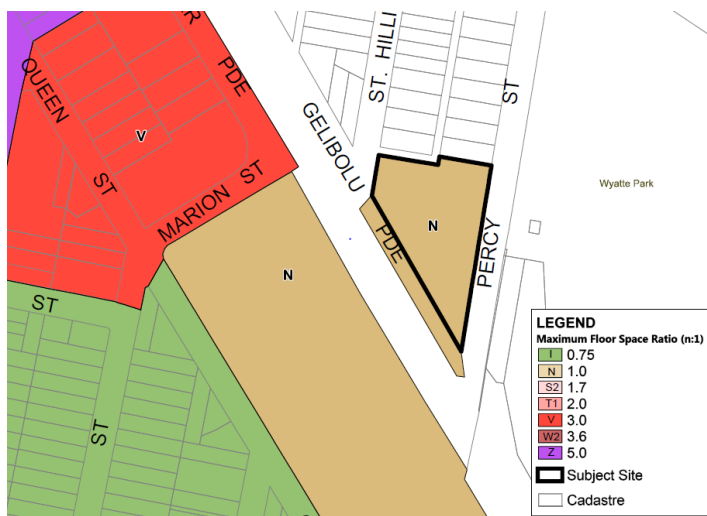 R
PDE
QUEEN
ST
V
MARION ST
N
ST
ST
GELIBOLU
PDE
ST. HILLI
ST
PERCY
N
Wyatte Park
LEGEND
Maximum Floor Space Ratio (n:1)
I 0.75
N 1.0
S2 1.7
T1 2.0
V 3.0
W2 3.6
Z 5.0
Subject Site
Cadastre